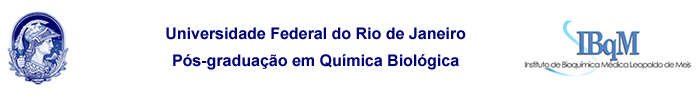 Universidade Federal do Rio de Janeiro
Pós-graduação em Química Biológica
IBqM
Instituto de Bioquímica Médica Leopoldo de Meis